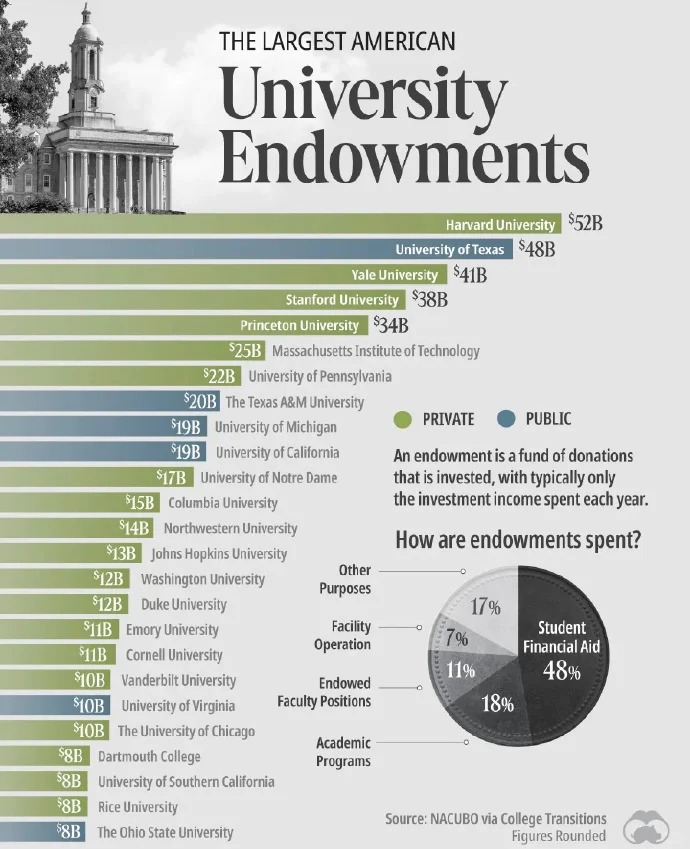 THE LARGEST AMERICAN
University
Endowments
Harvard University $52B
University of Texas $48B
Yale University $41B
Stanford University $38B
Princeton University $34B
$25B Massachusetts Institute of Technology
$22B University of Pennsylvania
$20B The Texas A&M University
$19B University of Michigan
$19B University of California
$17B University of Notre Dame
$15B Columbia University
$14B Northwestern University
$13B Johns Hopkins University
$12B Washington University
$12B Duke University
$11B Emory University
$11B Cornell University
$10B Vanderbilt University
$10B University of Virginia
$10B The University of Chicago
$8B Dartmouth College
$8B University of Southern California
$8B Rice University
$8B The Ohio State University
PRIVATE PUBLIC
An endowment is a fund of donations
that is invested, with typically only
the investment income spent each year.
How are endowments spent?
Other
Purposes
17%
Facility
Operation
7%
Endowed
Faculty Positions
11%
Academic
Programs
18%
Student
Financial Aid
48%
Source: NACUBO via College Transitions
Figures Rounded